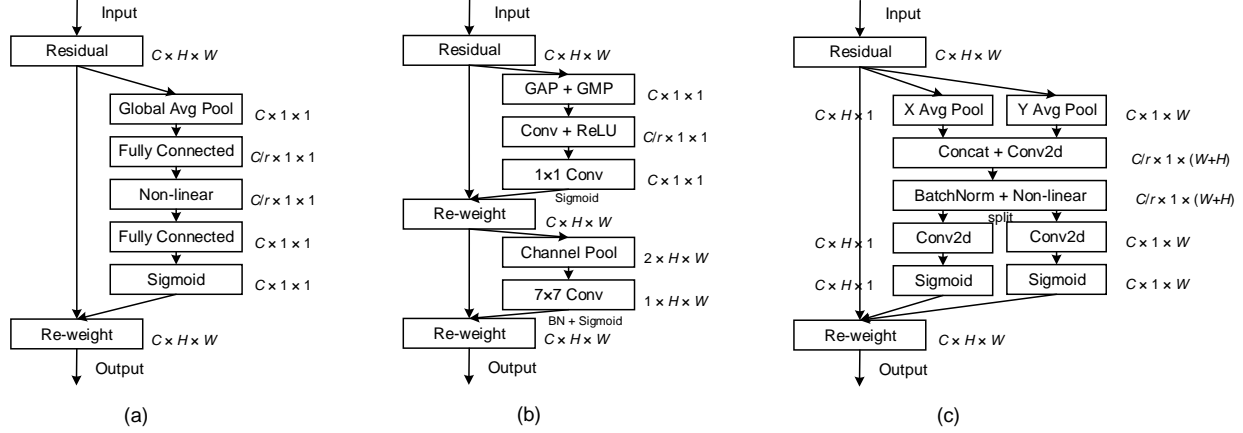 Input
Residual
C × H × W
Global Avg Pool
C × 1 × 1
Fully Connected
C/r × 1 × 1
Non-linear
C/r × 1 × 1
Fully Connected
C × 1 × 1
Sigmoid
C × 1 × 1
Re-weight
C × H × W
Output
(a)
Input
Residual
C × H × W
GAP + GMP
C × 1 × 1
Conv + ReLU
C/r × 1 × 1
1×1 Conv
C × 1 × 1
Sigmoid
Re-weight
C × H × W
Channel Pool
2 × H × W
7×7 Conv
1 × H × W
BN + Sigmoid
Re-weight
C × H × W
Output
(b)
Input
Residual
C × H × W
C × H × 1
X Avg Pool
Y Avg Pool
C × 1 × W
Concat + Conv2d
C/r × 1 × (W+H)
BatchNorm + Non-linear
C/r × 1 × (W+H)
split
C × H × 1
Conv2d
Conv2d
C × 1 × W
C × H × 1
Sigmoid
Sigmoid
C × 1 × W
Re-weight
C × H × W
Output
(c)